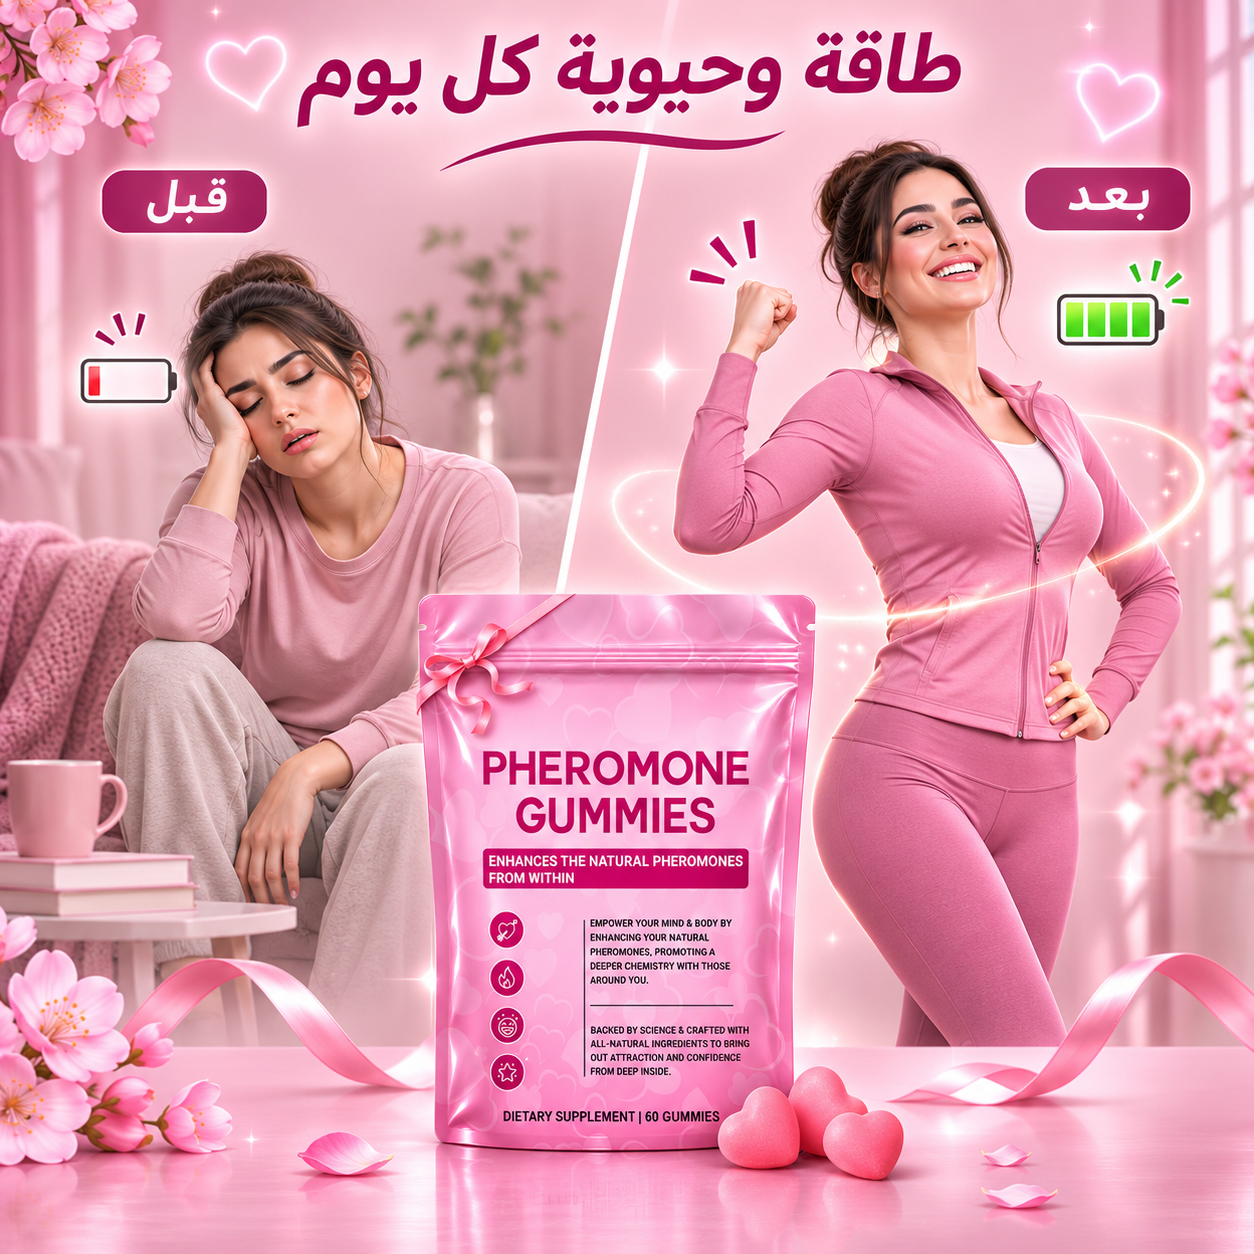 طاقة وحيوية كل يوم
قبل
بعد
PHEROMONE
GUMMIES
ENHANCES THE NATURAL PHEROMONES
FROM WITHIN
EMPOWER YOUR MIND & BODY BY
ENHANCING YOUR NATURAL
PHEROMONES, PROMOTING A
DEEPER CHEMISTRY WITH THOSE
AROUND YOU.
BACKED BY SCIENCE & CRAFTED WITH
ALL-NATURAL INGREDIENTS TO BRING
OUT ATTRACTION AND CONFIDENCE
FROM DEEP INSIDE.
DIETARY SUPPLEMENT | 60 GUMMIES